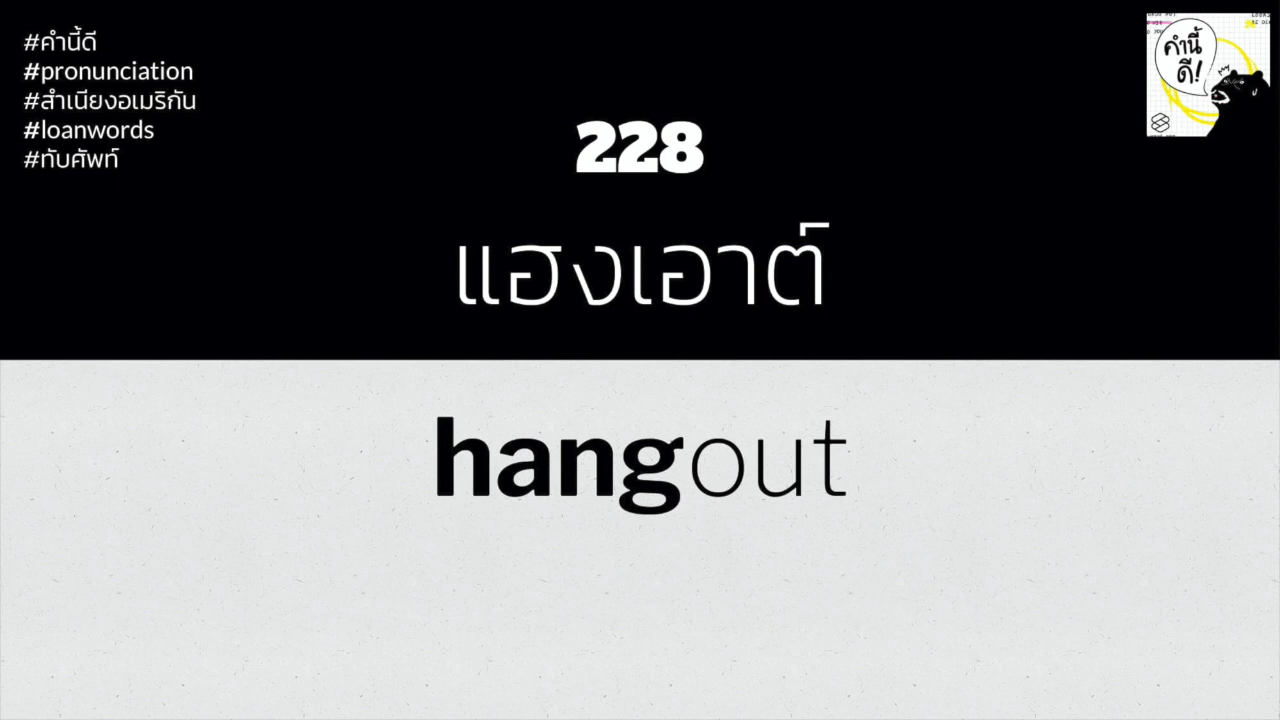 #คำนี้ดี
#pronunciation
#สำเนียงอเมริกัน
#loanwords
#ทับศัพท์
คำนี้
ดี!
228
แฮงเอาต์
hangout